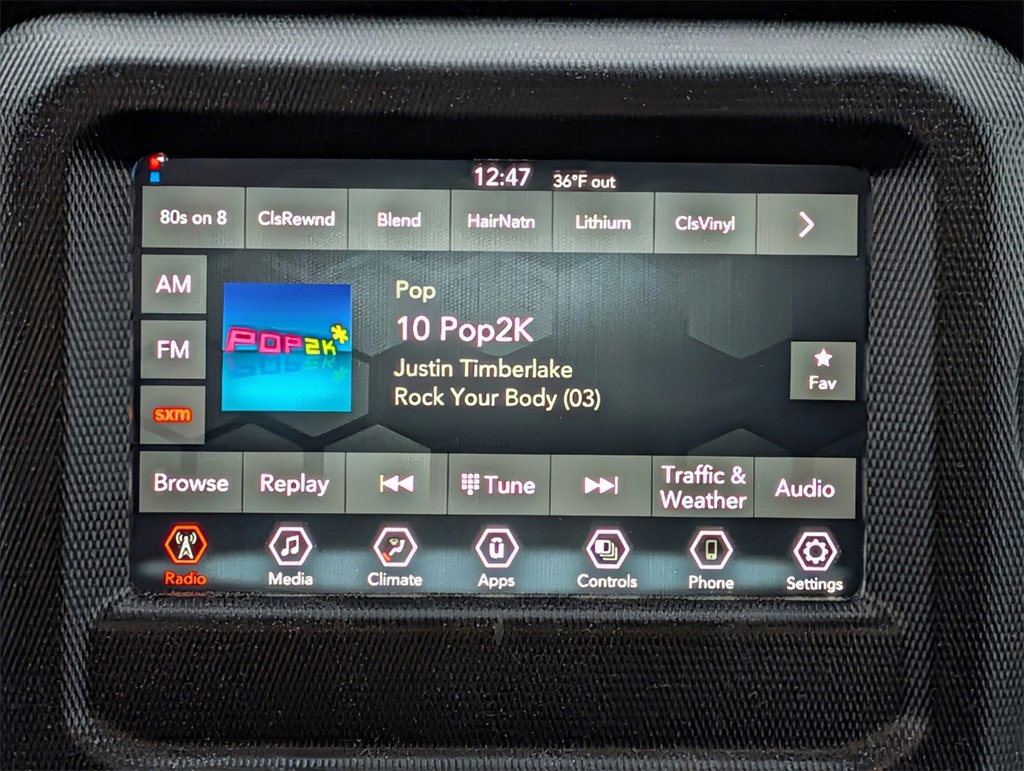 12:47 36°F out
80s on 8 ClsRewnd Blend HairNatn Lithium ClsVinyl
AM
FM
sxm
POP2K*
Pop
10 Pop2K
Justin Timberlake
Rock Your Body (03)
Fav
Browse Replay Tune Traffic & Weather Audio
Radio Media Climate Apps Controls Phone Settings